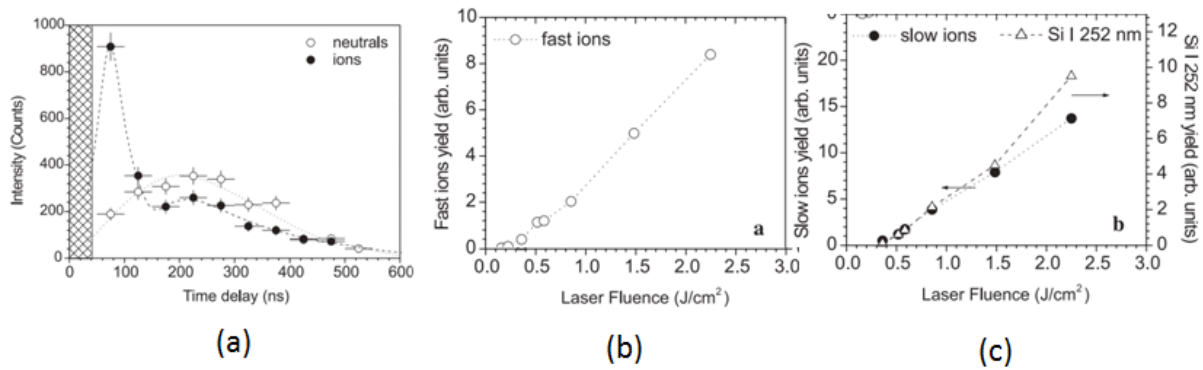 1000
800
600
400
200
0
0 100 200 300 400 500 600
Intensity (Counts)
Time delay (ns)
neutrals
ions
(a)
10
8
6
4
2
0
0.0 0.5 1.0 1.5 2.0 2.5 3.0
Fast ions yield (arb. units)
Laser Fluence (J/cm²)
fast ions
a
(b)
20
15
10
5
0
0.0 0.5 1.0 1.5 2.0 2.5 3.0
Slow ions yield (arb. units)
Laser Fluence (J/cm²)
slow ions
Si I 252 nm
12
10
8
6
4
2
0
Si I 252 nm yield (arb. units)
b
(c)